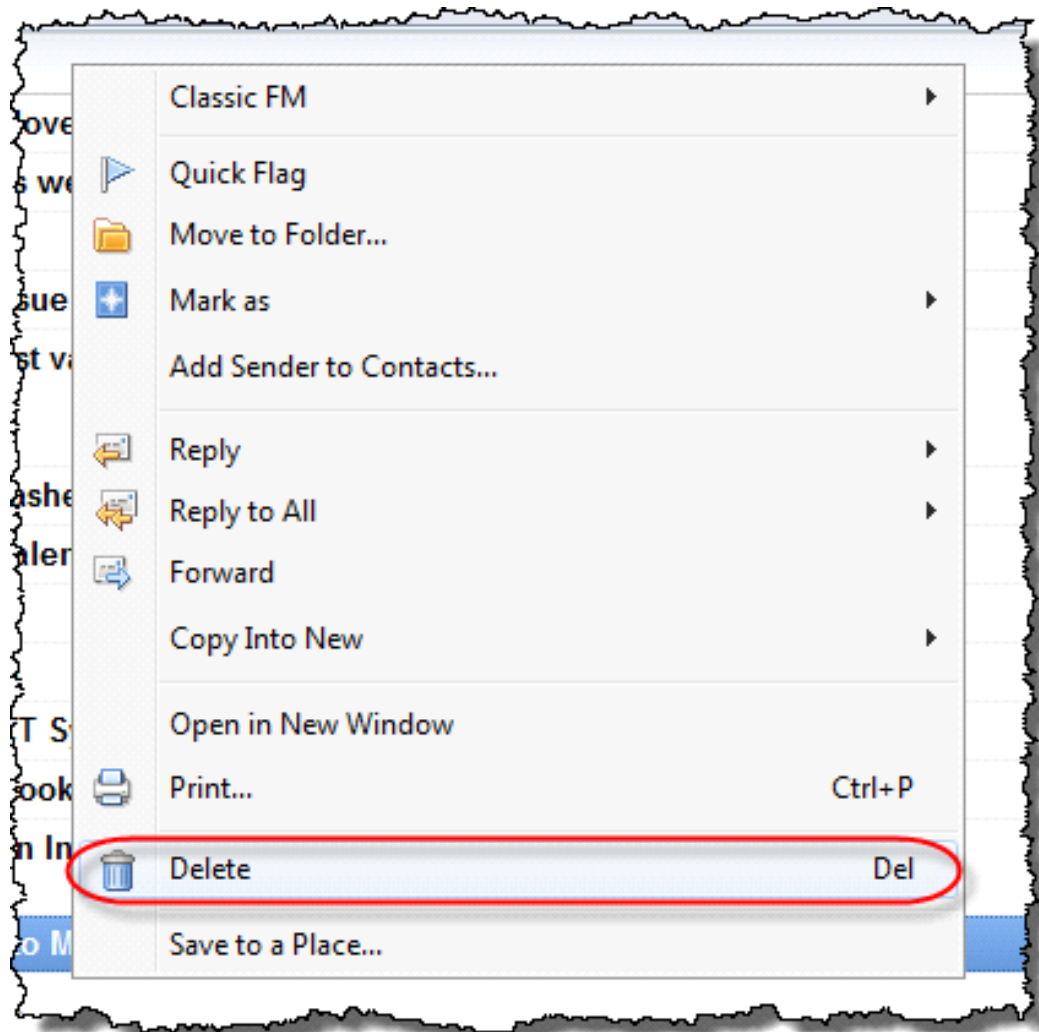 Classic FM
Quick Flag
Move to Folder...
Mark as
Add Sender to Contacts...
Reply
Reply to All
Forward
Copy Into New
Open in New Window
Print... Ctrl+P
Delete Del
Save to a Place...